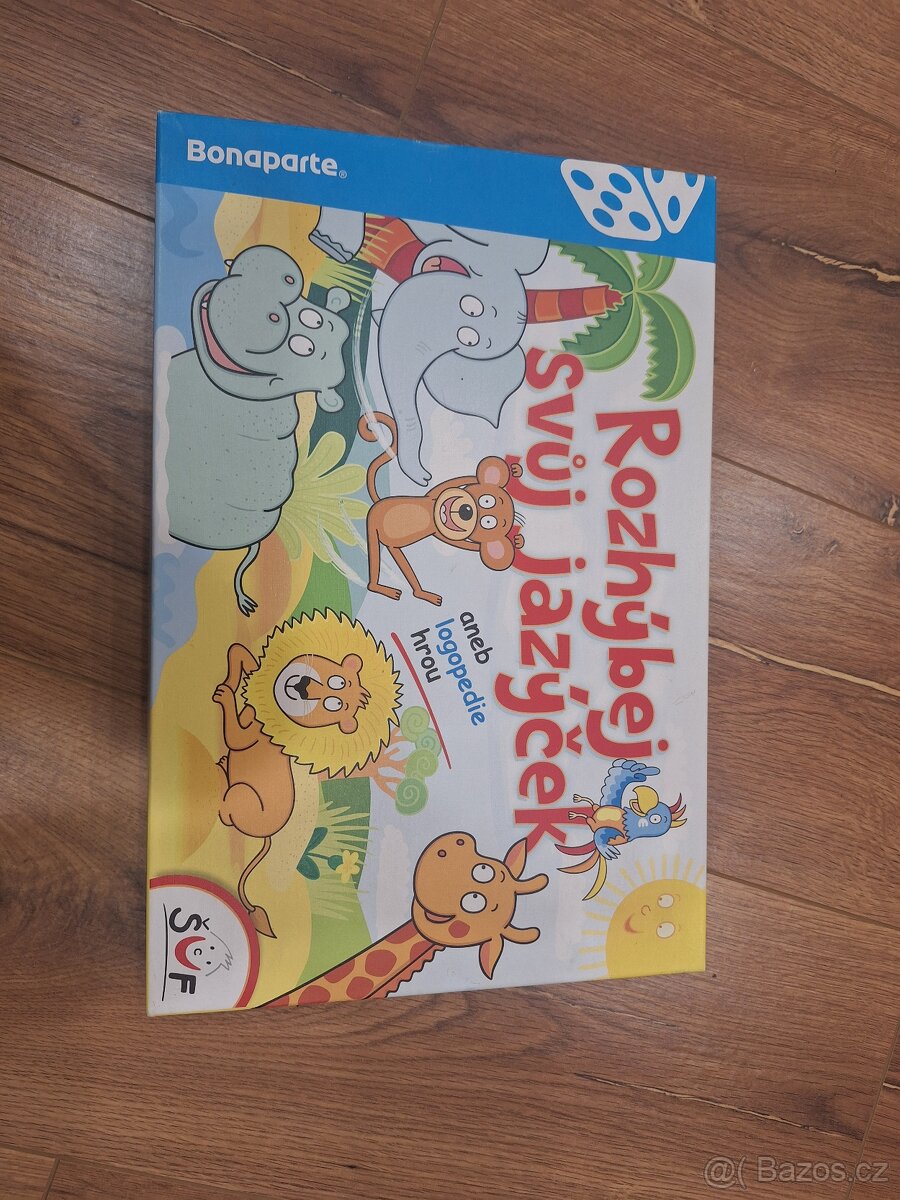 Bonaparte®
Rozhýbej
svůj jazýček
aneb
logopedie
hrou
ŠUF
@( Bazos.cz